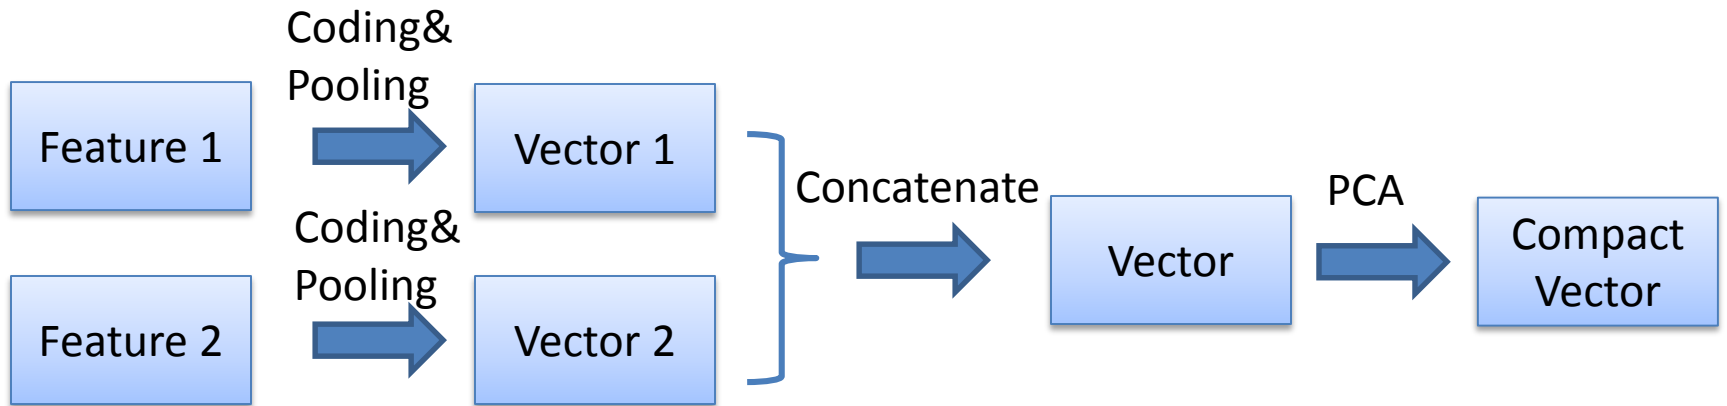 Coding&
Pooling
Feature 1
Vector 1
Coding&
Pooling
Feature 2
Vector 2
Concatenate
Vector
PCA
Compact
Vector